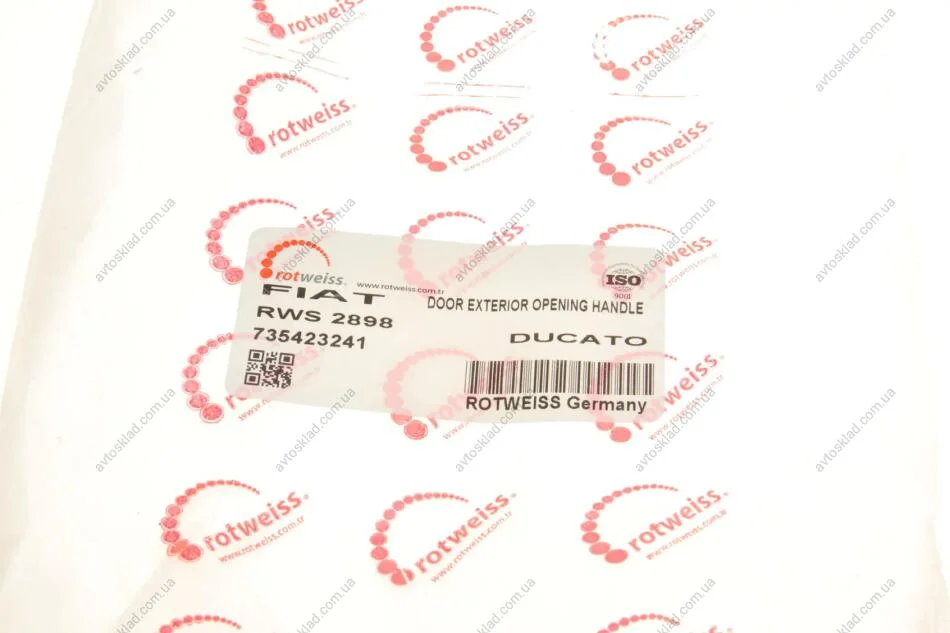 rotweiss.
www.rotweiss.com.tr
FIAT
RWS 2898
735423241
DOOR EXTERIOR OPENING HANDLE
DUCATO
ISO
9001
ROTWEISS Germany
rotweiss.
www.rotweiss.com.tr
avtosklad.com.ua